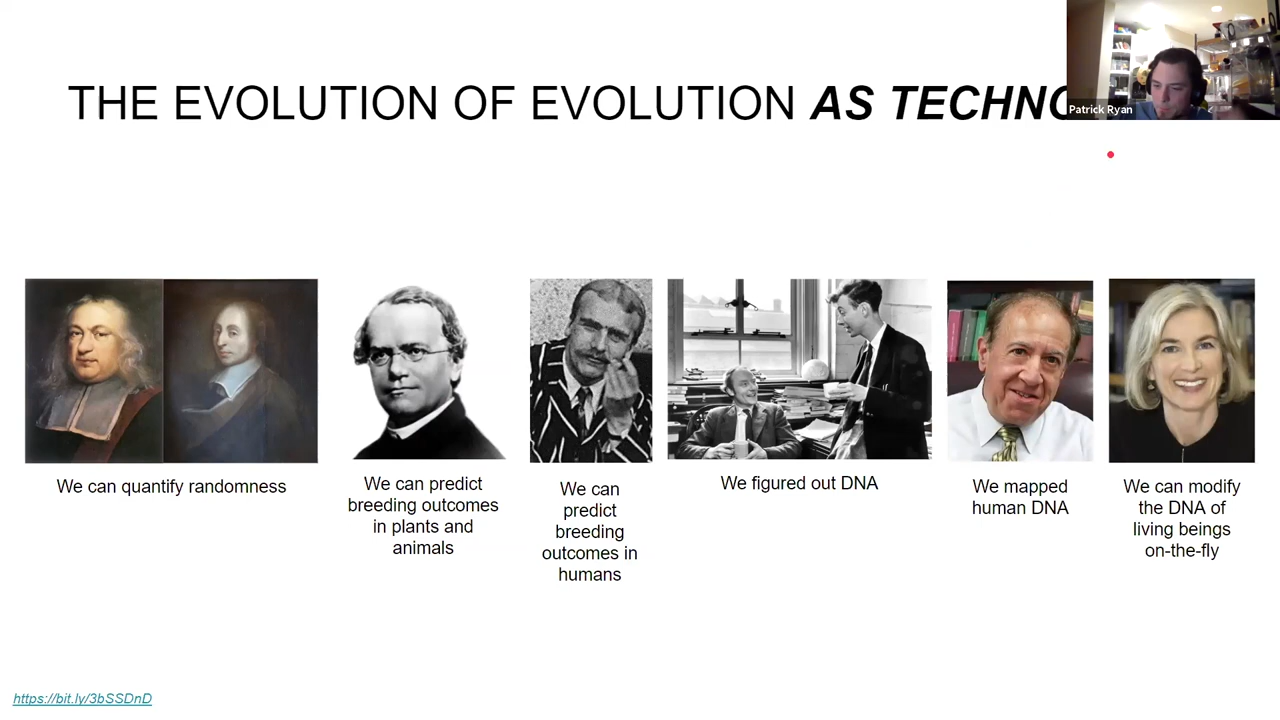 THE EVOLUTION OF EVOLUTION AS TECHNO
Patrick Ryan
We can quantify randomness
We can predict
breeding outcomes
in plants and
animals
We can
predict
breeding
outcomes in
humans
We figured out DNA
We mapped
human DNA
We can modify
the DNA of
living beings
on-the-fly
https://bit.ly/3bSSDnD